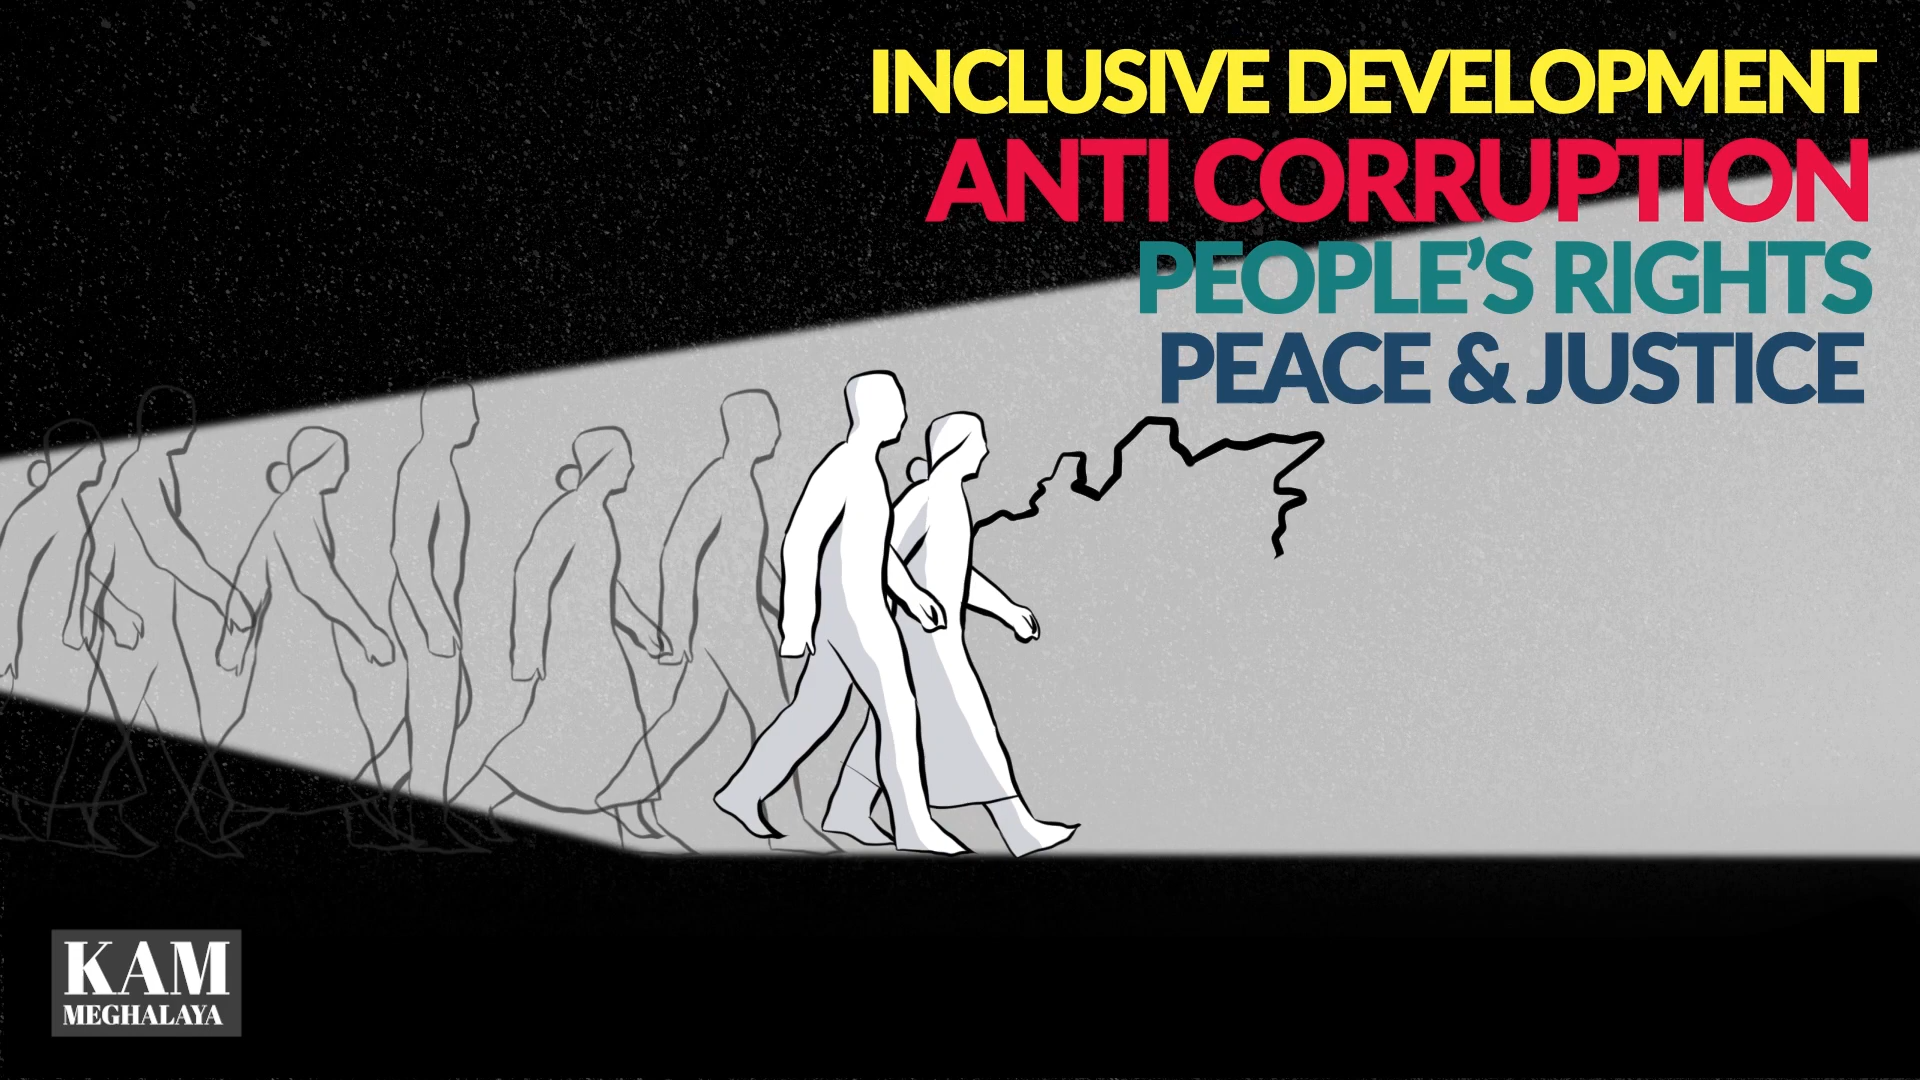 INCLUSIVE DEVELOPMENT
ANTI CORRUPTION
PEOPLE'S RIGHTS
PEACE & JUSTICE
KAM
MEGHALAYA